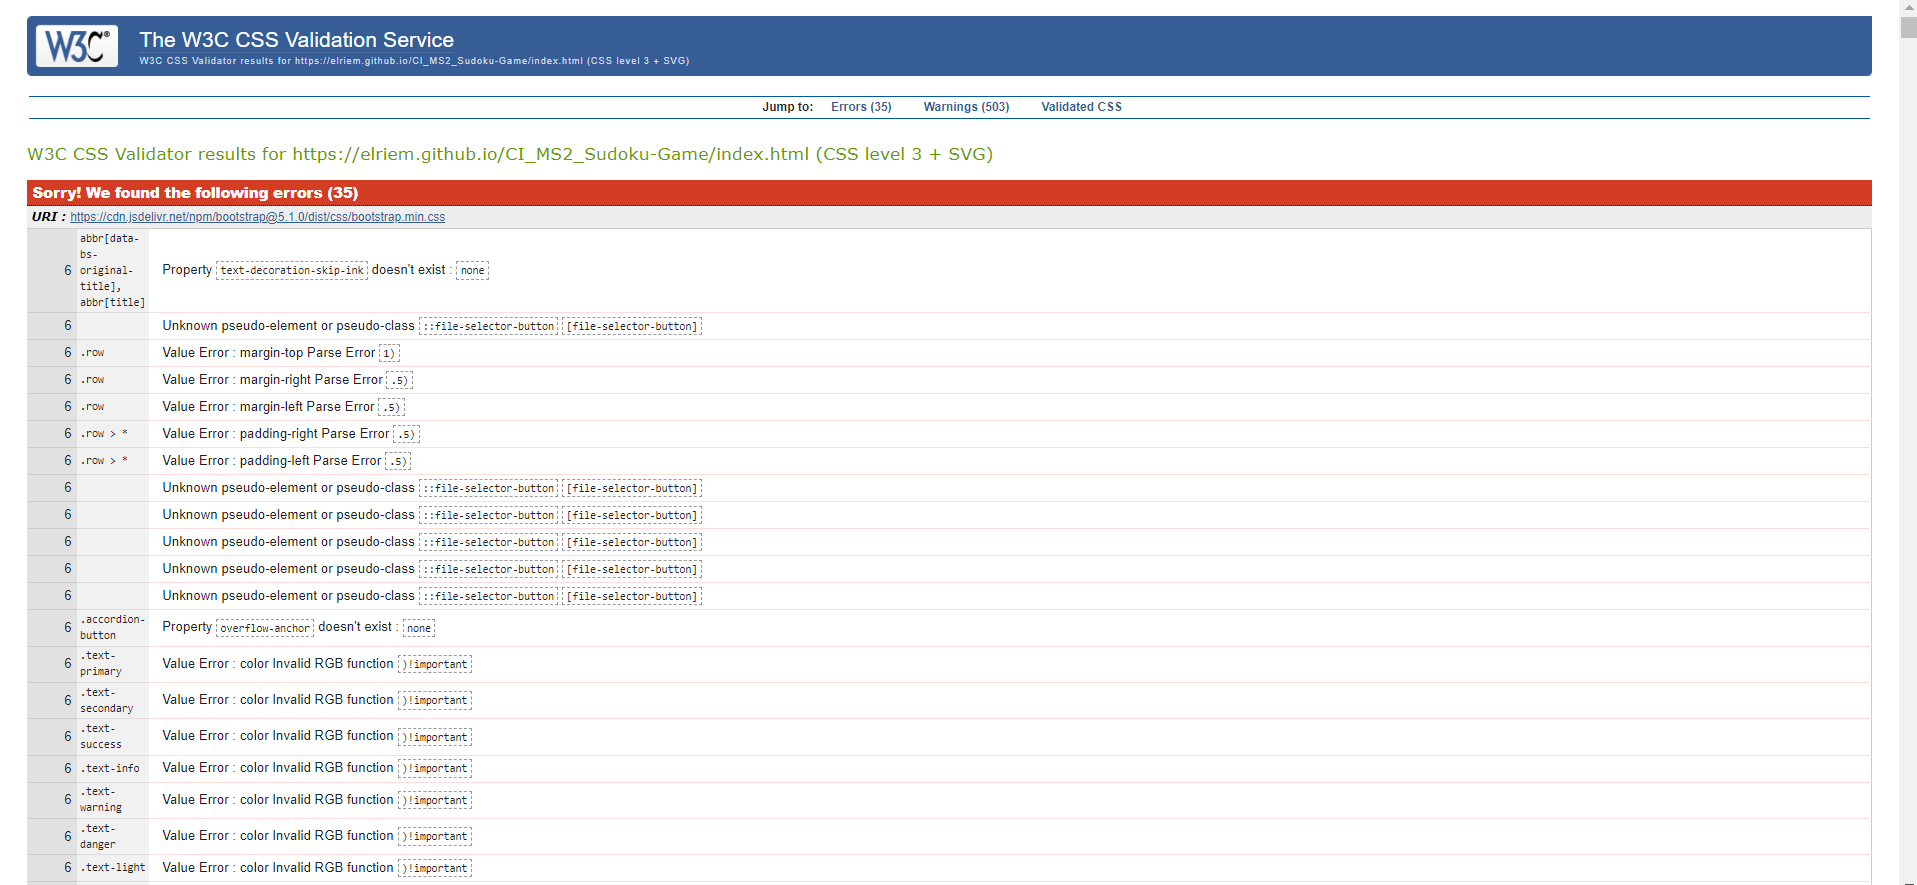 W3C®
The W3C CSS Validation Service
W3C CSS Validator results for https://elriem.github.io/CI_MS2_Sudoku-Game/index.html (CSS level 3 + SVG)
Jump to: Errors (35) Warnings (503) Validated CSS
W3C CSS Validator results for https://elriem.github.io/CI_MS2_Sudoku-Game/index.html (CSS level 3 + SVG)
Sorry! We found the following errors (35)
URI : https://cdn.jsdelivr.net/npm/bootstrap@5.1.0/dist/css/bootstrap.min.css
abbr[data-
bs-
6 original- Property text-decoration-skip-ink doesn't exist : none
title],
abbr[title]
6 Unknown pseudo-element or pseudo-class ::file-selector-button [file-selector-button]
6 .row Value Error : margin-top Parse Error 1)
6 .row Value Error : margin-right Parse Error .5)
6 .row Value Error : margin-left Parse Error .5)
6 .row > * Value Error : padding-right Parse Error .5)
6 .row > * Value Error : padding-left Parse Error .5)
6 Unknown pseudo-element or pseudo-class ::file-selector-button [file-selector-button]
6 Unknown pseudo-element or pseudo-class ::file-selector-button [file-selector-button]
6 Unknown pseudo-element or pseudo-class ::file-selector-button [file-selector-button]
6 Unknown pseudo-element or pseudo-class ::file-selector-button [file-selector-button]
6 Unknown pseudo-element or pseudo-class ::file-selector-button [file-selector-button]
6 .accordion-
button Property overflow-anchor doesn't exist : none
6 .text-
primary Value Error : color Invalid RGB function )!important
6 .text-
secondary Value Error : color Invalid RGB function )!important
6 .text-
success Value Error : color Invalid RGB function )!important
6 .text-info Value Error : color Invalid RGB function )!important
6 .text-
warning Value Error : color Invalid RGB function )!important
6 .text-
danger Value Error : color Invalid RGB function )!important
6 .text-light Value Error : color Invalid RGB function )!important